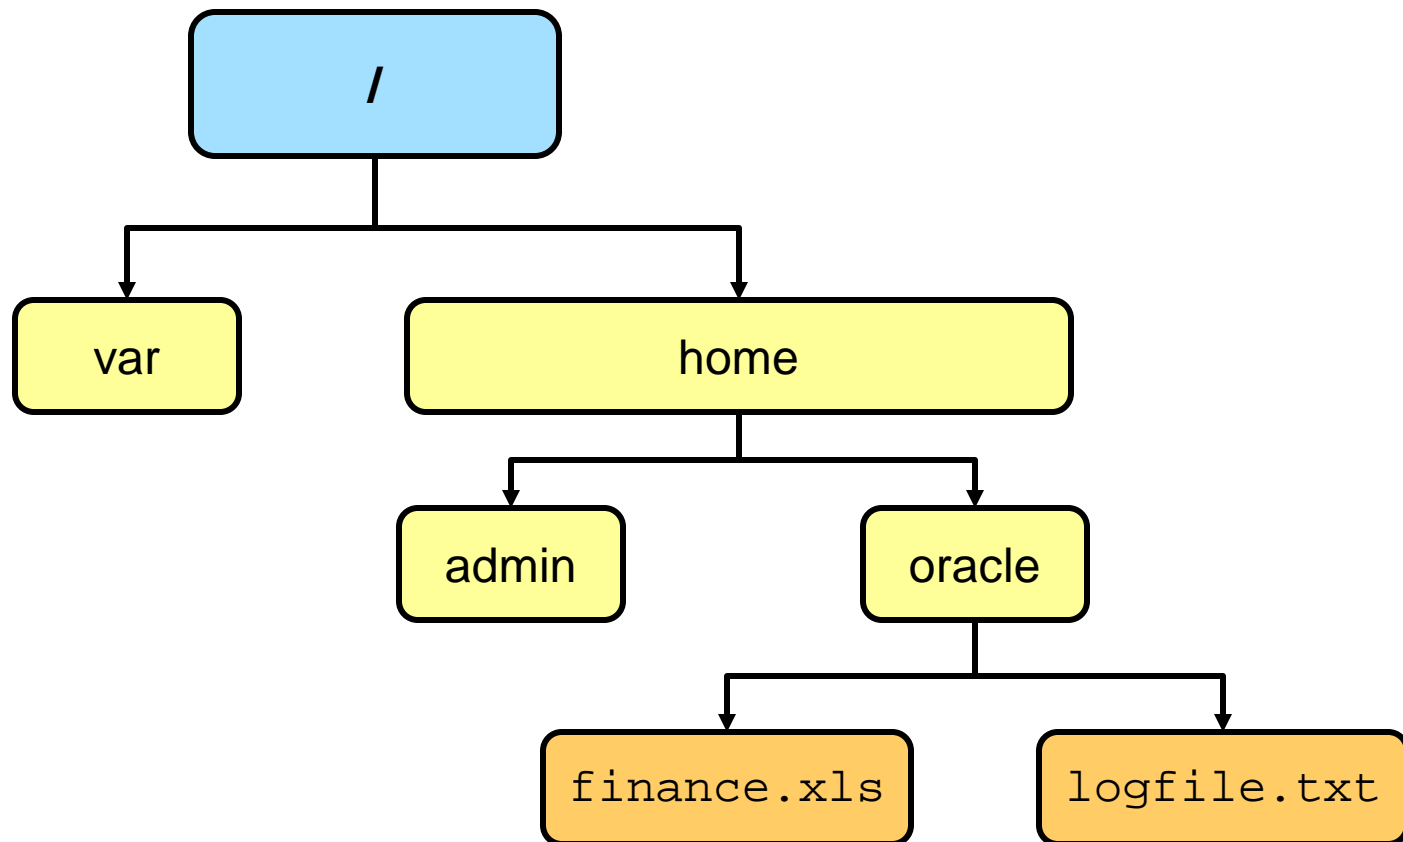 /
var
home
admin
oracle
finance.xls
logfile.txt